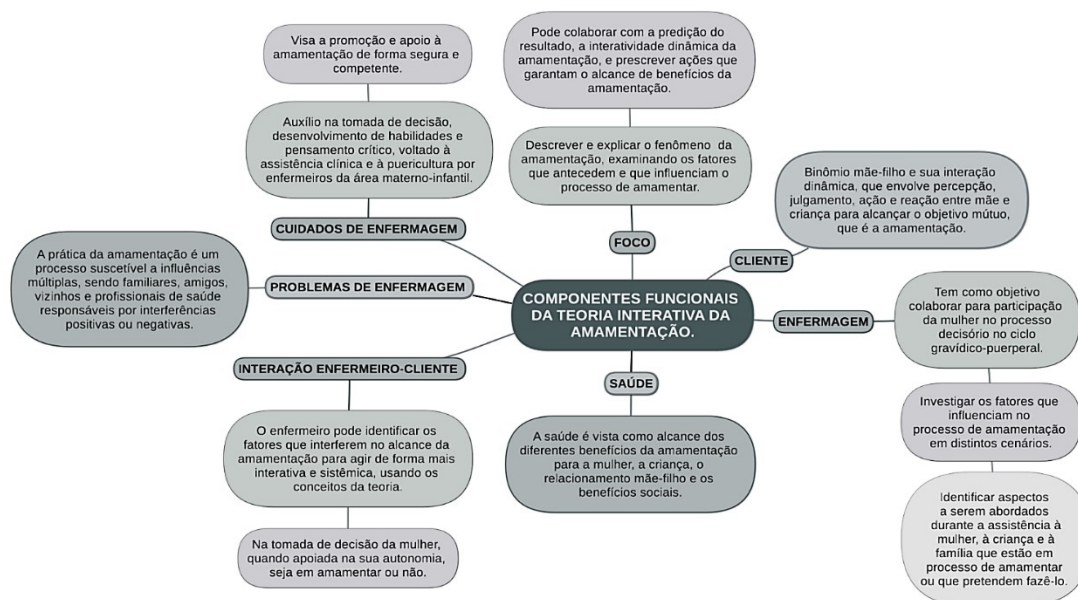 Visa a promoção e apoio à
amamentação de forma segura e
competente.
Auxílio na tomada de decisão,
desenvolvimento de habilidades e
pensamento crítico, voltado à
assistência clínica e à puericultura por
enfermeiros da área materno-infantil.
CUIDADOS DE ENFERMAGEM
Pode colaborar com a predição do
resultado, a interatividade dinâmica da
amamentação, e prescrever ações que
garantam o alcance de benefícios da
amamentação.
Descrever e explicar o fenômeno da
amamentação, examinando os fatores
que antecedem e que influenciam o
processo de amamentar.
FOCO
Binômio mãe-filho e sua interação
dinâmica, que envolve percepção,
julgamento, ação e reação entre mãe e
criança para alcançar o objetivo mútuo,
que é a amamentação.
CLIENTE
A prática da amamentação é um
processo suscetível a influências
múltiplas, sendo familiares, amigos,
vizinhos e profissionais de saúde
responsáveis por interferências
positivas ou negativas.
PROBLEMAS DE ENFERMAGEM
COMPONENTES FUNCIONAIS
DA TEORIA INTERATIVA DA
AMAMENTAÇÃO.
ENFERMAGEM
Tem como objetivo
colaborar para participação
da mulher no processo
decisório no ciclo
gravídico-puerperal.
Investigar os fatores que
influenciam no
processo de amamentação
em distintos cenários.
Identificar aspectos
a serem abordados
durante a assistência à
mulher, à criança e à
família que estão em
processo de amamentar
ou que pretendem fazê-lo.
INTERAÇÃO ENFERMEIRO-CLIENTE
O enfermeiro pode identificar os
fatores que interferem no alcance da
amamentação para agir de forma mais
interativa e sistêmica, usando os
conceitos da teoria.
Na tomada de decisão da mulher,
quando apoiada na sua autonomia,
seja em amamentar ou não.
SAÚDE
A saúde é vista como alcance dos
diferentes benefícios da amamentação
para a mulher, a criança, o
relacionamento mãe-filho e os
benefícios sociais.